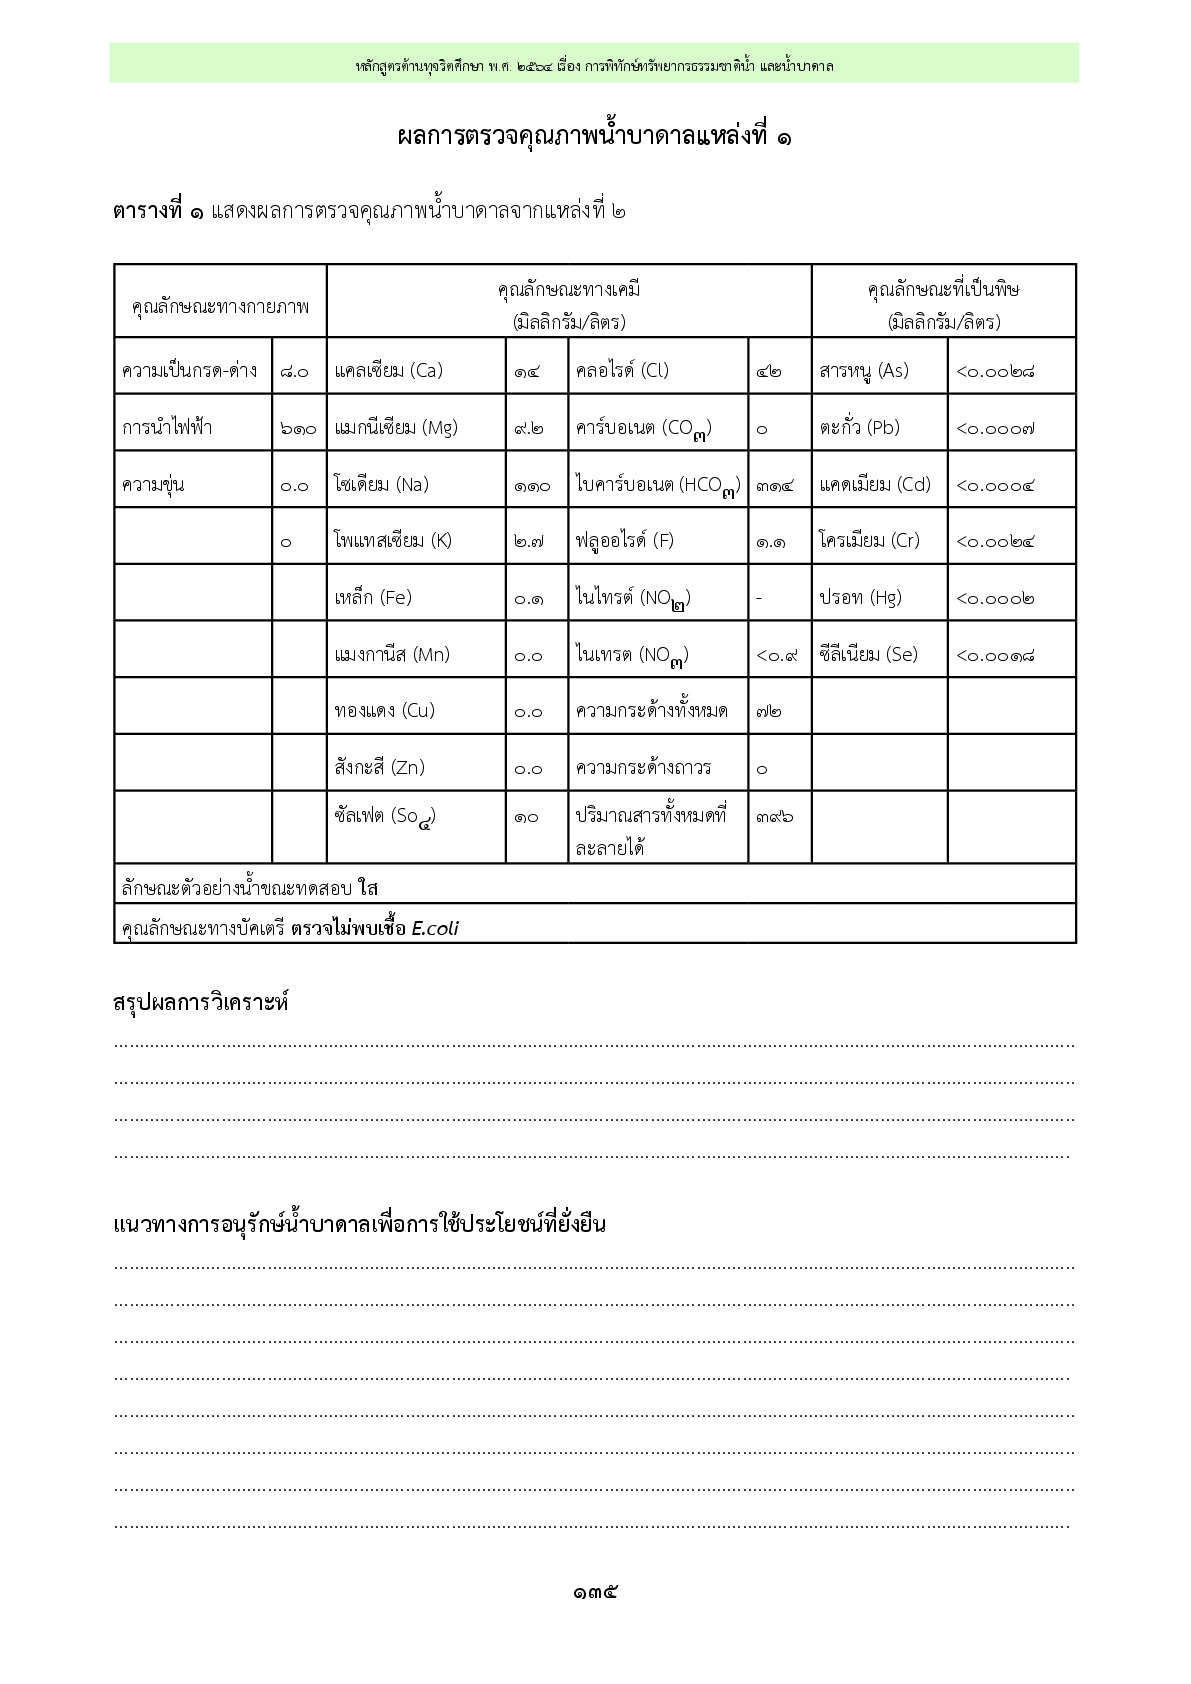 หลักสูตรต้านทุจริตศึกษา พ.ศ. ๒๕๖๔ เรื่อง การพิทักษ์ทรัพยากรธรรมชาติน้ำ และน้ำบาดาล
ผลการตรวจคุณภาพน้ำบาดาลแหล่งที่ ๑
ตารางที่ ๑ แสดงผลการตรวจคุณภาพน้ำบาดาลจากแหล่งที่ ๒
คุณลักษณะทางกายภาพ คุณลักษณะทางเคมี (มิลลิกรัม/ลิตร) คุณลักษณะที่เป็นพิษ (มิลลิกรัม/ลิตร)
ความเป็นกรด-ด่าง ๘.๐ แคลเซียม (Ca) ๑๔ คลอไรด์ (Cl) ๔๒ สารหนู (As) <๐.๐๐๒๘
การนำไฟฟ้า ๖๑๐ แมกนีเซียม (Mg) ๙.๒ คาร์บอเนต (CO๓) ๐ ตะกั่ว (Pb) <๐.๐๐๐๗
ความขุ่น ๐.๐ โซเดียม (Na) ๑๑๐ ไบคาร์บอเนต (HCO๓) ๓๑๔ แคดเมียม (Cd) <๐.๐๐๐๔
๐ โพแทสเซียม (K) ๒.๗ ฟลูออไรด์ (F) ๑.๑ โครเมียม (Cr) <๐.๐๐๒๔
เหล็ก (Fe) ๐.๑ ไนไทรต์ (NO๒) - ปรอท (Hg) <๐.๐๐๐๒
แมงกานีส (Mn) ๐.๐ ไนเทรต (NO๓) <๐.๙ ซีลีเนียม (Se) <๐.๐๐๑๘
ทองแดง (Cu) ๐.๐ ความกระด้างทั้งหมด ๗๒
สังกะสี (Zn) ๐.๐ ความกระด้างถาวร ๐
ซัลเฟต (So๔) ๑๐ ปริมาณสารทั้งหมดที่ ๓๙๖
ละลายได้
ลักษณะตัวอย่างน้ำขณะทดสอบ ใส
คุณลักษณะทางบัคเตรี ตรวจไม่พบเชื้อ E.coli
สรุปผลการวิเคราะห์
แนวทางการอนุรักษ์น้ำบาดาลเพื่อการใช้ประโยชน์ที่ยั่งยืน
๑๓๕